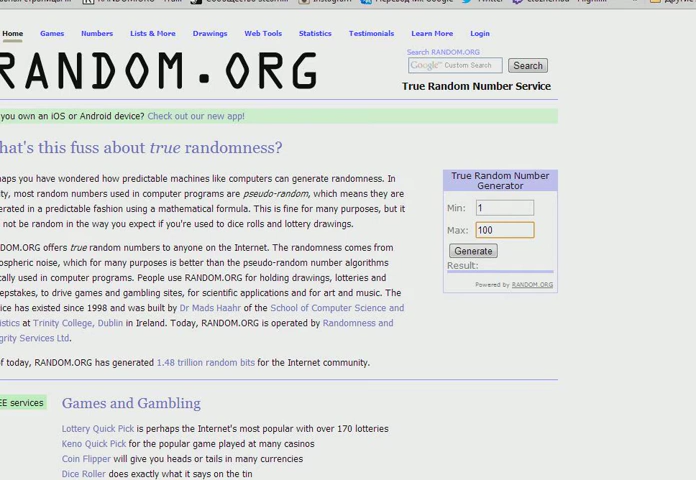 Home Games Numbers Lists & More Drawings Web Tools Statistics Testimonials Learn More Login
Search RANDOM.ORG
RANDOM.ORG
Google™ Custom Search Search
True Random Number Service
you own an iOS or Android device? Check out our new app!
hat's this fuss about true randomness?
aps you have wondered how predictable machines like computers can generate randomness. In
ty, most random numbers used in computer programs are pseudo-random, which means they are
erated in a predictable fashion using a mathematical formula. This is fine for many purposes, but it
not be random in the way you expect if you're used to dice rolls and lottery drawings.
DOM.ORG offers true random numbers to anyone on the Internet. The randomness comes from
ospheric noise, which for many purposes is better than the pseudo-random number algorithms
cally used in computer programs. People use RANDOM.ORG for holding drawings, lotteries and
epstakes, to drive games and gambling sites, for scientific applications and for art and music. The
ice has existed since 1998 and was built by Dr Mads Haahr of the School of Computer Science and
istics at Trinity College, Dublin in Ireland. Today, RANDOM.ORG is operated by Randomness and
grity Services Ltd.
of today, RANDOM.ORG has generated 1.48 trillion random bits for the Internet community.
True Random Number
Generator
Min: 1
Max: 100
Generate
Result:
Powered by RANDOM.ORG
EE services
Games and Gambling
Lottery Quick Pick is perhaps the Internet's most popular with over 170 lotteries
Keno Quick Pick for the popular game played at many casinos
Coin Flipper will give you heads or tails in many currencies
Dice Roller does exactly what it says on the tin